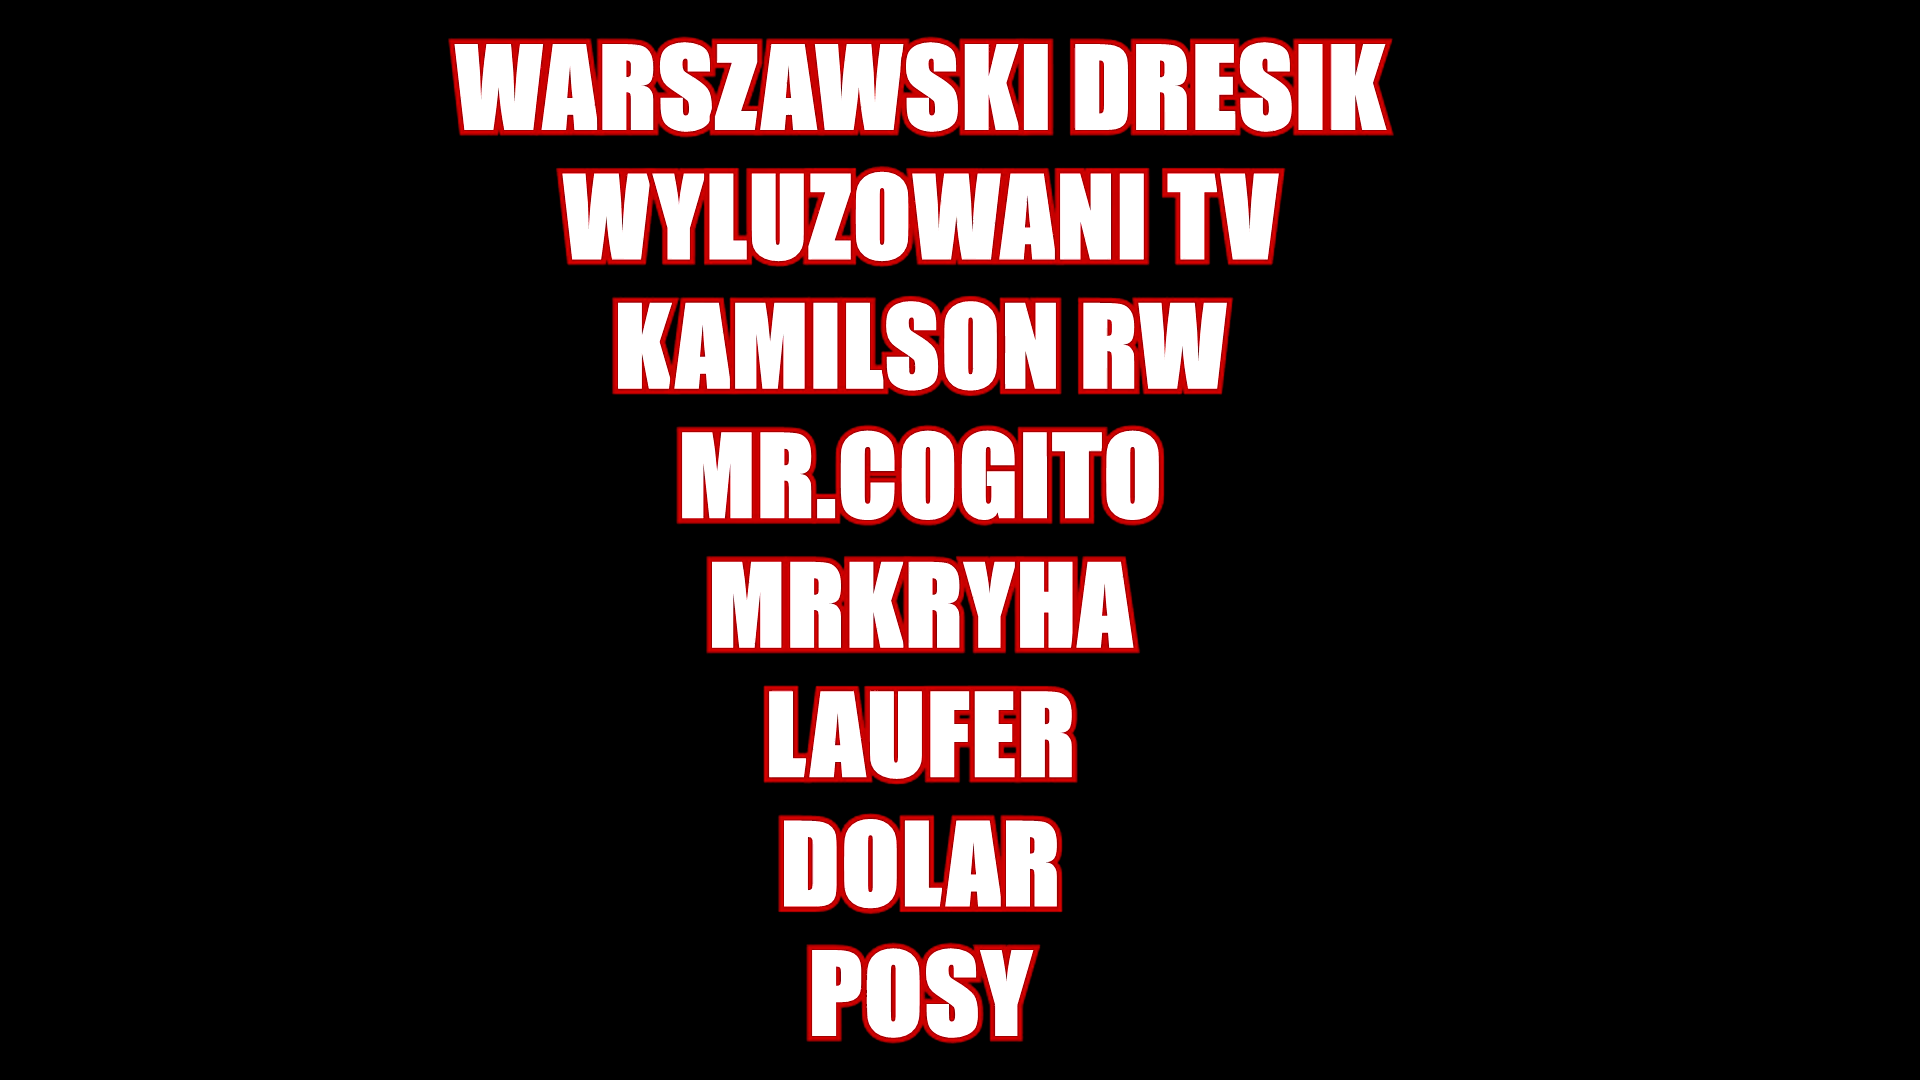 WARSZAWSKI DRESIK
WYLUZOWANI TV
KAMILSON RW
MR.COGITO
MRKRYHA
LAUFER
DOLAR
POSY